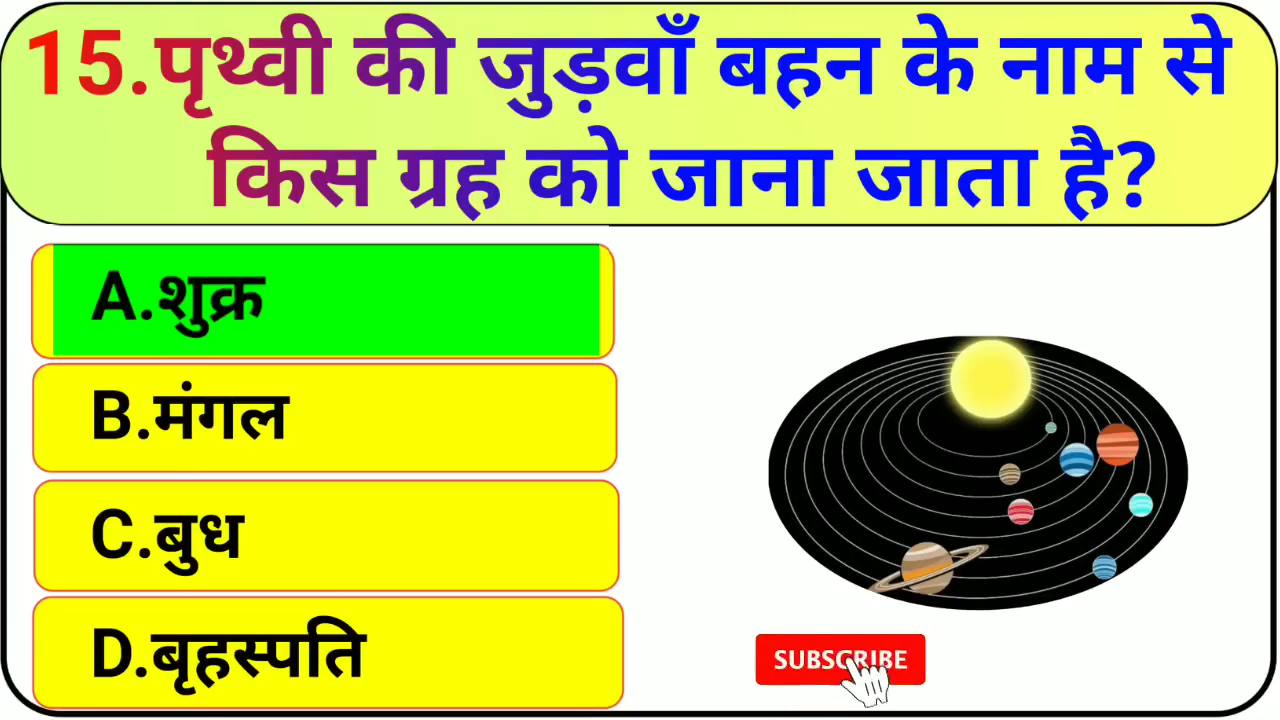 15.पृथ्वी की जुड़वाँ बहन के नाम से
किस ग्रह को जाना जाता है?
A.शुक्र
B.मंगल
C.बुध
D.बृहस्पति
SUBSCRIBE